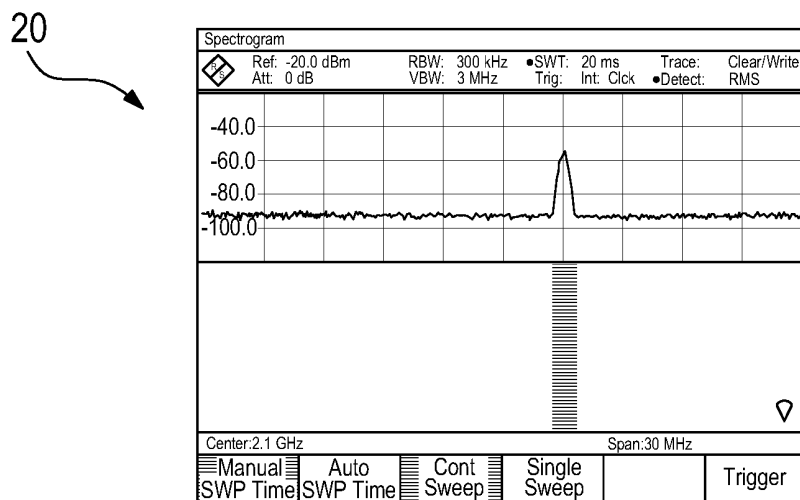 20
Spectrogram
R S Ref: -20.0 dBm RBW: 300 kHz ●SWT: 20 ms Trace: Clear/Write
Att: 0 dB VBW: 3 MHz Trig: Int: Clck ●Detect: RMS
-40.0
-60.0
-80.0
-100.0
Center:2.1 GHz Span:30 MHz
Manual Auto Cont Single
SWP Time SWP Time Sweep Sweep Trigger